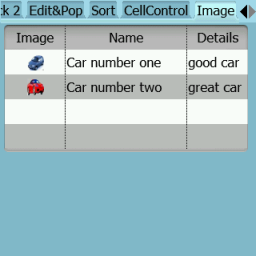 k 2 Edit&Pop Sort CellControl Image
Image Name Details
Car number one good car
Car number two great car